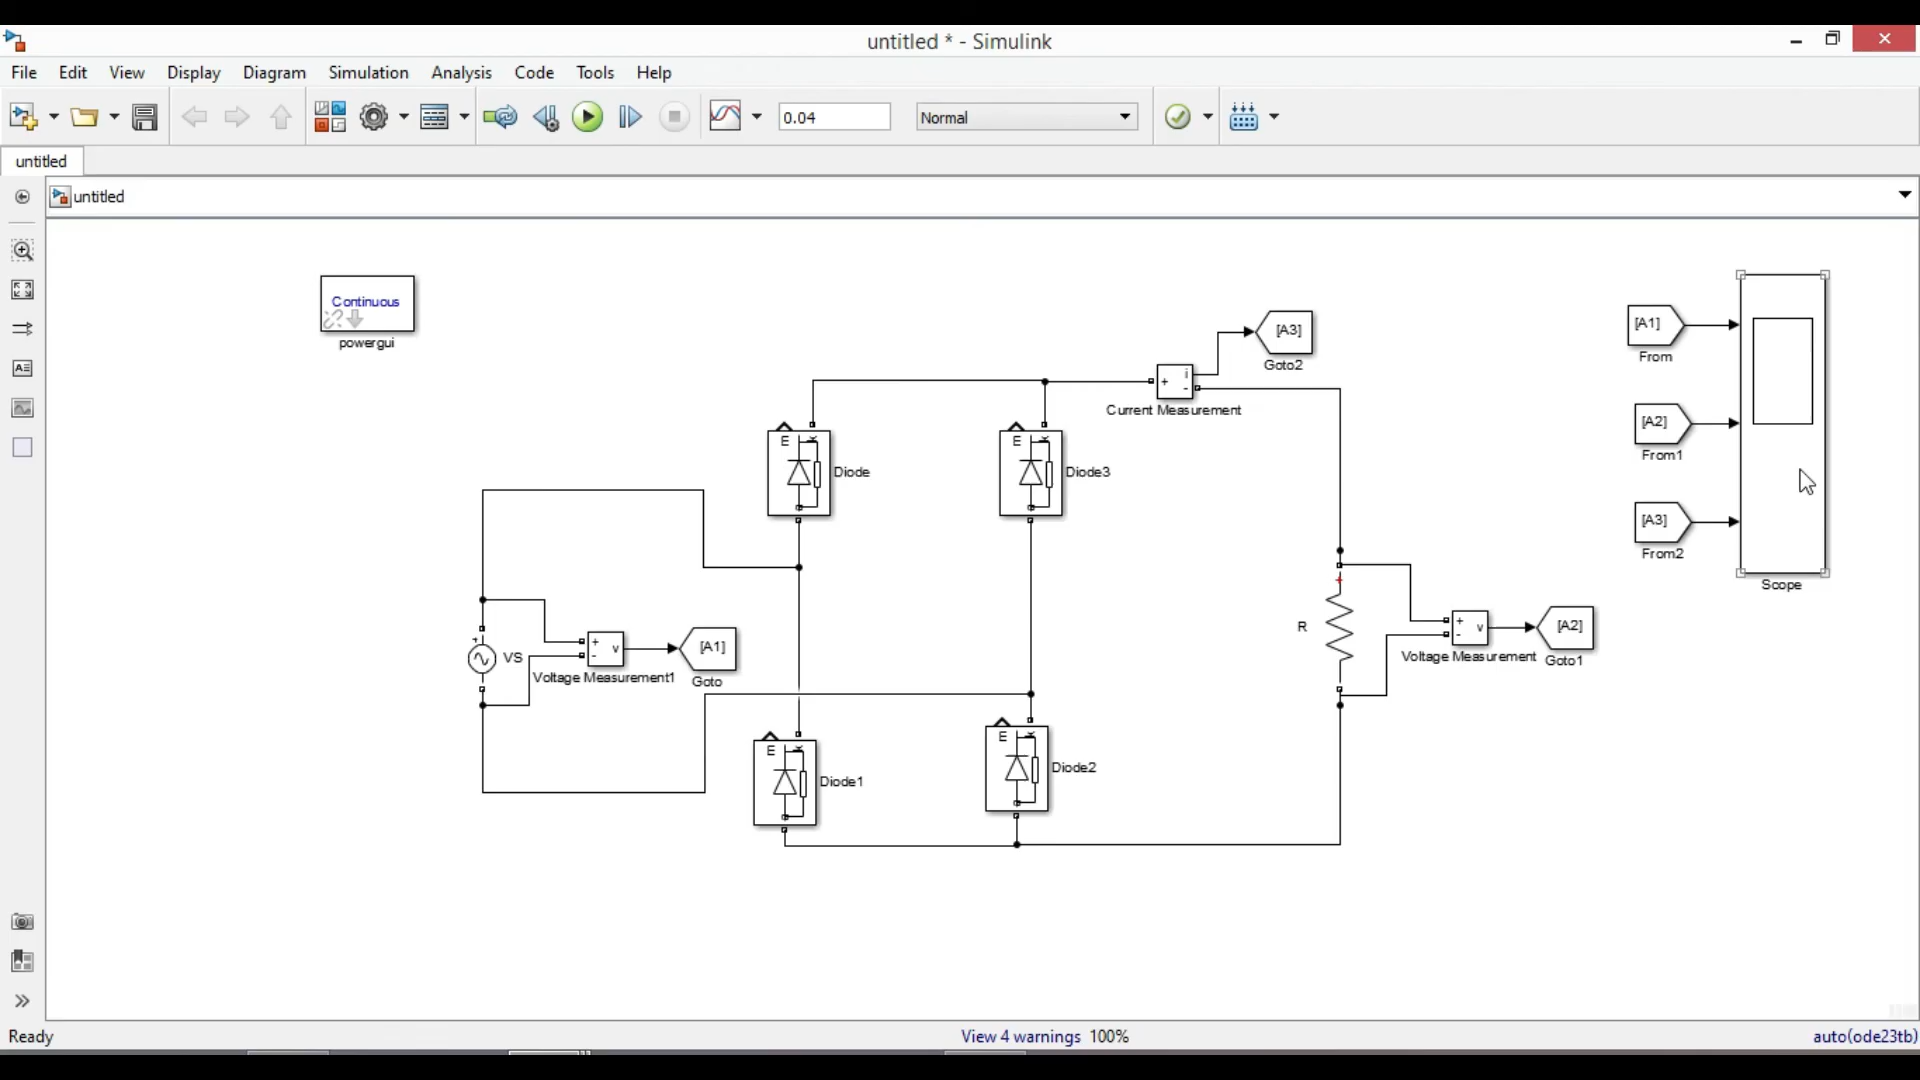 untitled * - Simulink
File Edit View Display Diagram Simulation Analysis Code Tools Help
0.04 Normal
untitled
untitled
Continuous
powergui
[A3]
Goto2
i
+
-
Current Measurement
[A1]
From
[A2]
From1
[A3]
From2
Scope
E
Diode
E
Diode3
+
VS
+
-
v
Voltage Measurement1
[A1]
Goto
+
R
+
-
v
Voltage Measurement
[A2]
Goto1
E
Diode1
E
Diode2
Ready View 4 warnings 100% auto(ode23tb)